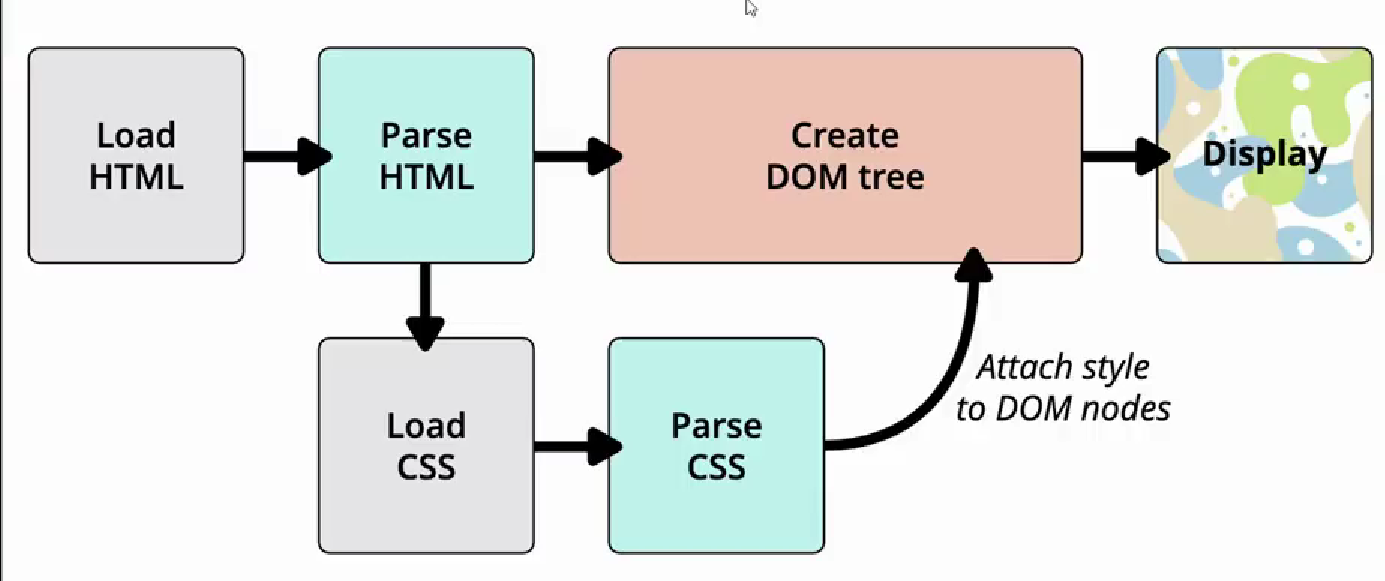 Load
HTML
Parse
HTML
Create
DOM tree
Display
Load
CSS
Parse
CSS
Attach style
to DOM nodes